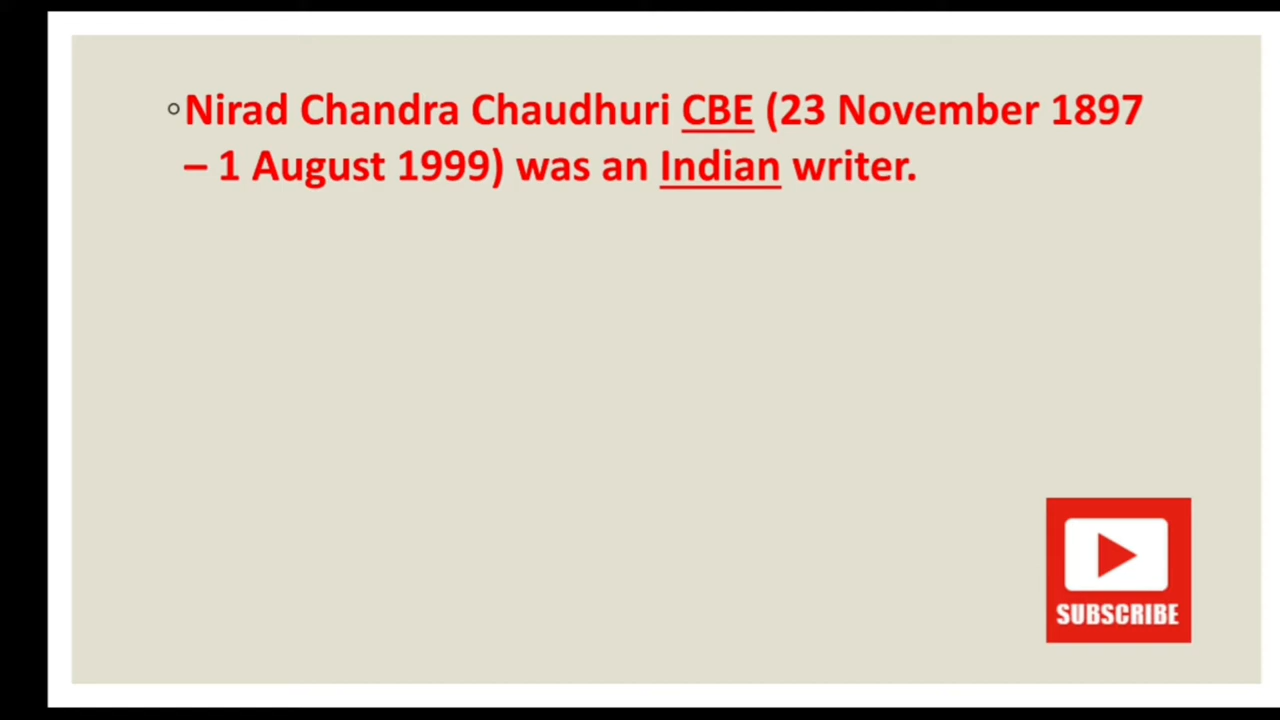 ◦Nirad Chandra Chaudhuri CBE (23 November 1897
– 1 August 1999) was an Indian writer.
SUBSCRIBE